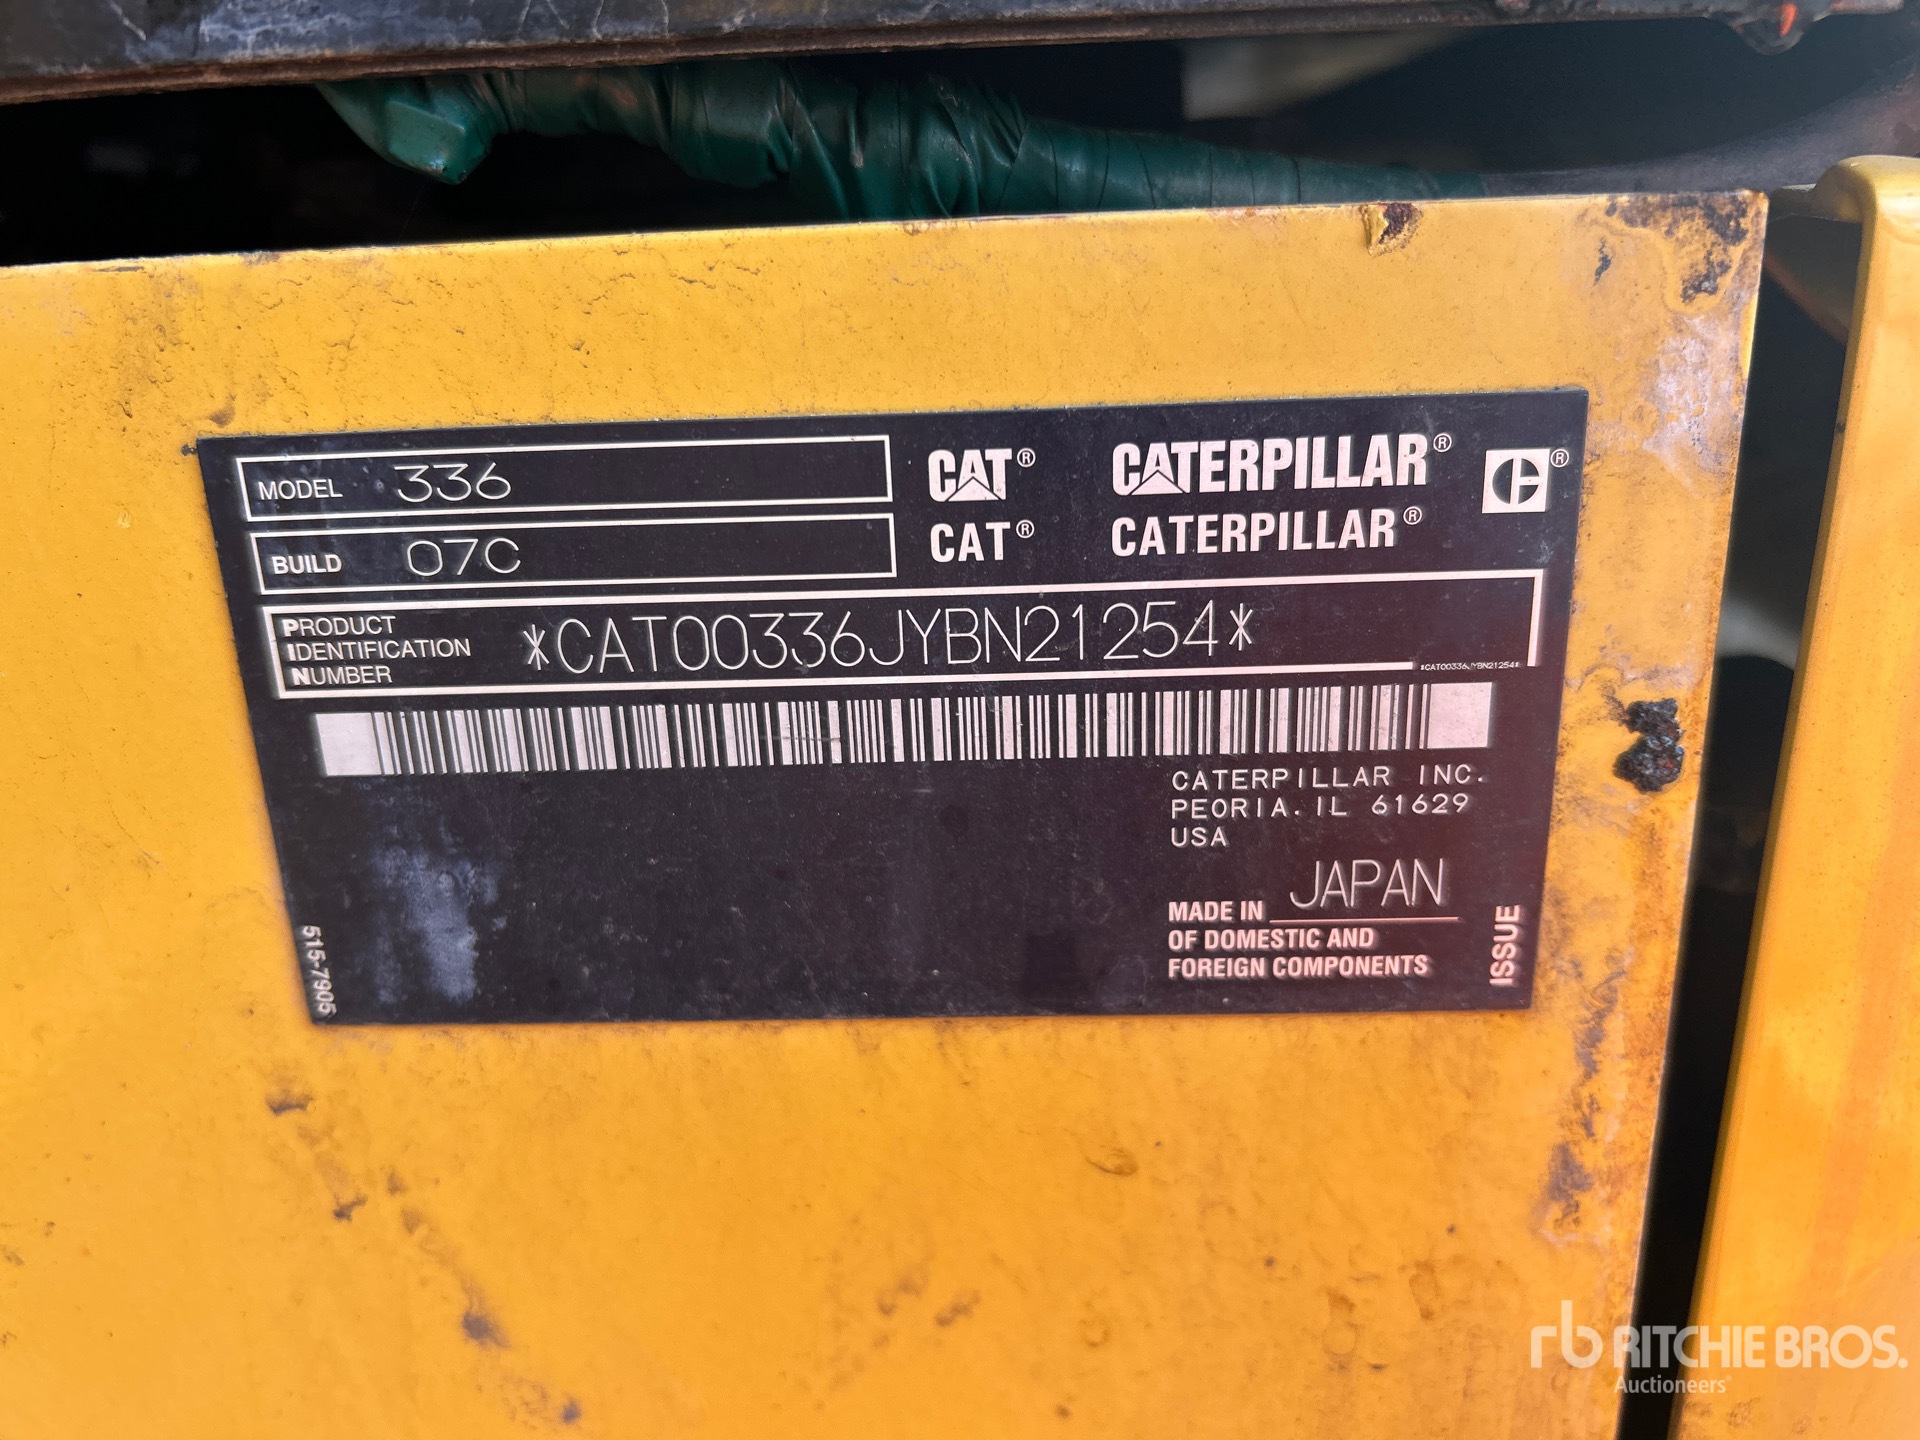 MODEL 336
BUILD 07C
CAT® CATERPILLAR®
CAT® CATERPILLAR®
PRODUCT
IDENTIFICATION
NUMBER
*CAT00336JYBN21254*
*CAT00336JYBN21254*
CATERPILLAR INC.
PEORIA, IL 61629
USA
MADE IN JAPAN
OF DOMESTIC AND
FOREIGN COMPONENTS
ISSUE
515-7905
rb RITCHIE BROS.
Auctioneers